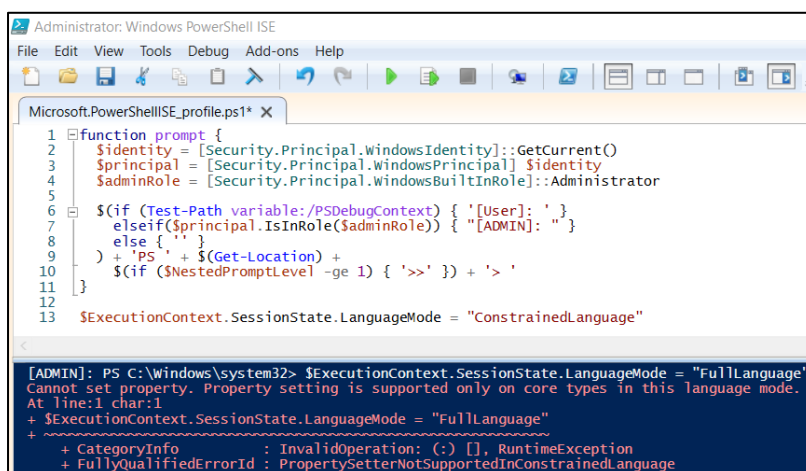 Administrator: Windows PowerShell ISE
File Edit View Tools Debug Add-ons Help
Microsoft.PowerShellISE_profile.ps1* X
1 function prompt {
2 $identity = [Security.Principal.WindowsIdentity]::GetCurrent()
3 $principal = [Security.Principal.WindowsPrincipal] $identity
4 $adminRole = [Security.Principal.WindowsBuiltInRole]::Administrator
5
6 $(if (Test-Path variable:/PSDebugContext) { '[User]: ' }
7 elseif($principal.IsInRole($adminRole)) { "[ADMIN]: " }
8 else { '' }
9 ) + 'PS ' + $(Get-Location) +
10 $(if ($NestedPromptLevel -ge 1) { '>>' }) + '> '
11 }
12
13 $ExecutionContext.SessionState.LanguageMode = "ConstrainedLanguage"
[ADMIN]: PS C:\Windows\system32> $ExecutionContext.SessionState.LanguageMode = "FullLanguage"
Cannot set property. Property setting is supported only on core types in this language mode.
At line:1 char:1
+ $ExecutionContext.SessionState.LanguageMode = "FullLanguage"
+ ~~~~~~~~~~~~~~~~~~~~~~~~~~~~~~~~~~~~~~~~~~~~~~~~~~~~~~~~~~~~
+ CategoryInfo : InvalidOperation: (:) [], RuntimeException
+ FullyQualifiedErrorId : PropertySetterNotSupportedInConstrainedLanguage